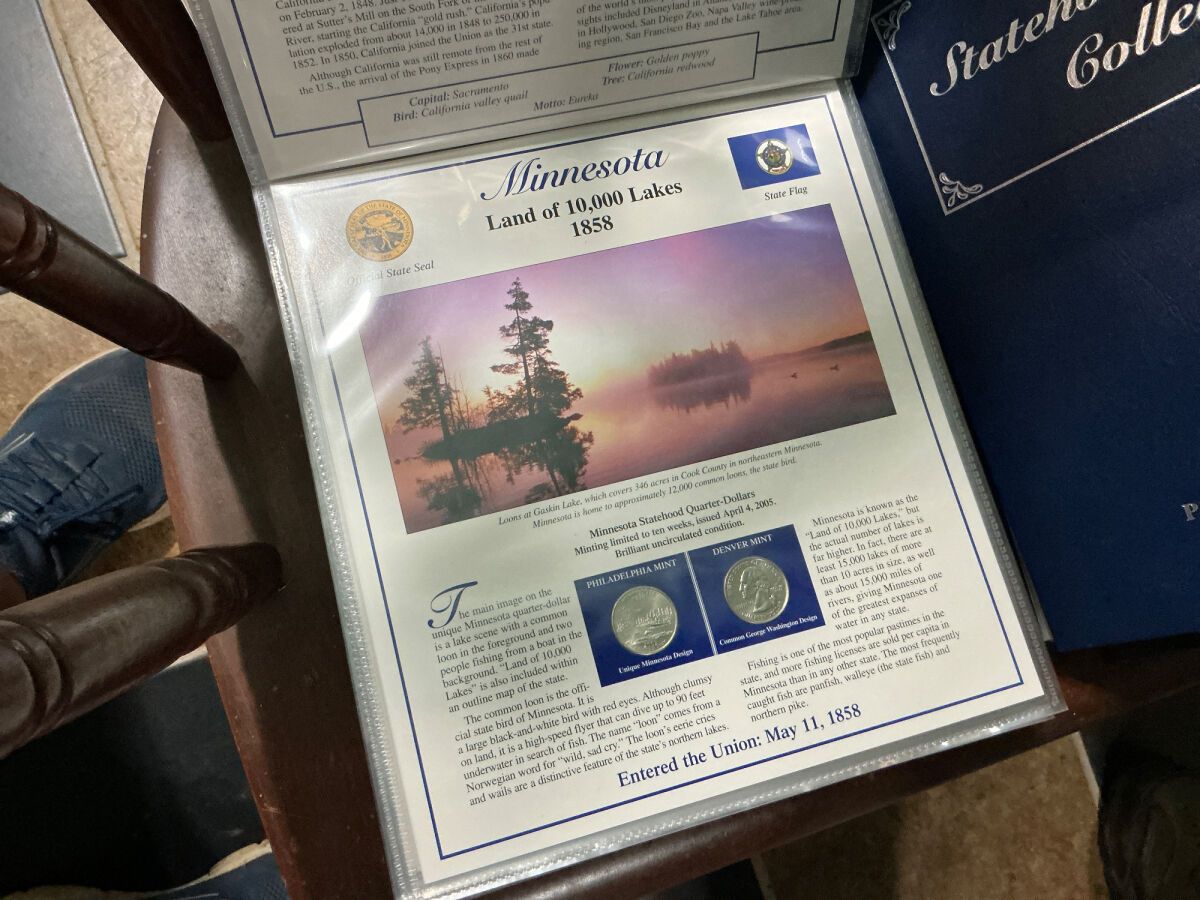 on February 2, 1848. Just
ered at Sutter's Mill on the South Fork of
River, starting the California "gold rush," California's popu
lation exploded from about 14,000 in 1848 to 250,000 in
1852. In 1850, California joined the Union as the 31st state.
Although California was still remote from the rest of
the U.S., the arrival of the Pony Express in 1860 made
of the world's
sights included Disneyland in
in Hollywood, San Diego Zoo, Napa Valley wine-prod
ing region, San Francisco Bay and the Lake Tahoe area.
Capital: Sacramento
Flower: Golden poppy
Bird: California valley quail
Tree: California redwood
Motto: Eureka
Stateho
Colle
P
Minnesota
Land of 10,000 Lakes
1858
Official State Seal
State Flag
Loons at Gaskin Lake, which covers 346 acres in Cook County in northeastern Minnesota.
Minnesota is home to approximately 12,000 common loons, the state bird.
Minnesota Statehood Quarter-Dollars
Minting limited to ten weeks, issued April 4, 2005.
Brilliant uncirculated condition.
PHILADELPHIA MINT
Unique Minnesota Design
DENVER MINT
Common George Washington Design
The main image on the
unique Minnesota quarter-dollar
is a lake scene with a common
loon in the foreground and two
people fishing from a boat in the
background. "Land of 10,000
Lakes" is also included within
an outline map of the state.
The common loon is the offi-
cial state bird of Minnesota. It is
a large black-and-white bird with red eyes. Although clumsy
on land, it is a high-speed flyer that can dive up to 90 feet
underwater in search of fish. The name "loon" comes from a
Norwegian word for "wild, sad cry." The loon's eerie cries
and wails are a distinctive feature of the state's northern lakes.
Minnesota is known as the
"Land of 10,000 Lakes," but
the actual number of lakes is
far higher. In fact, there are at
least 15,000 lakes of more
than 10 acres in size, as well
as about 15,000 miles of
rivers, giving Minnesota one
of the greatest expanses of
water in any state.
Fishing is one of the most popular pastimes in the
state, and more fishing licenses are sold per capita in
Minnesota than in any other state. The most frequently
caught fish are panfish, walleye (the state fish) and
northern pike.
Entered the Union: May 11, 1858